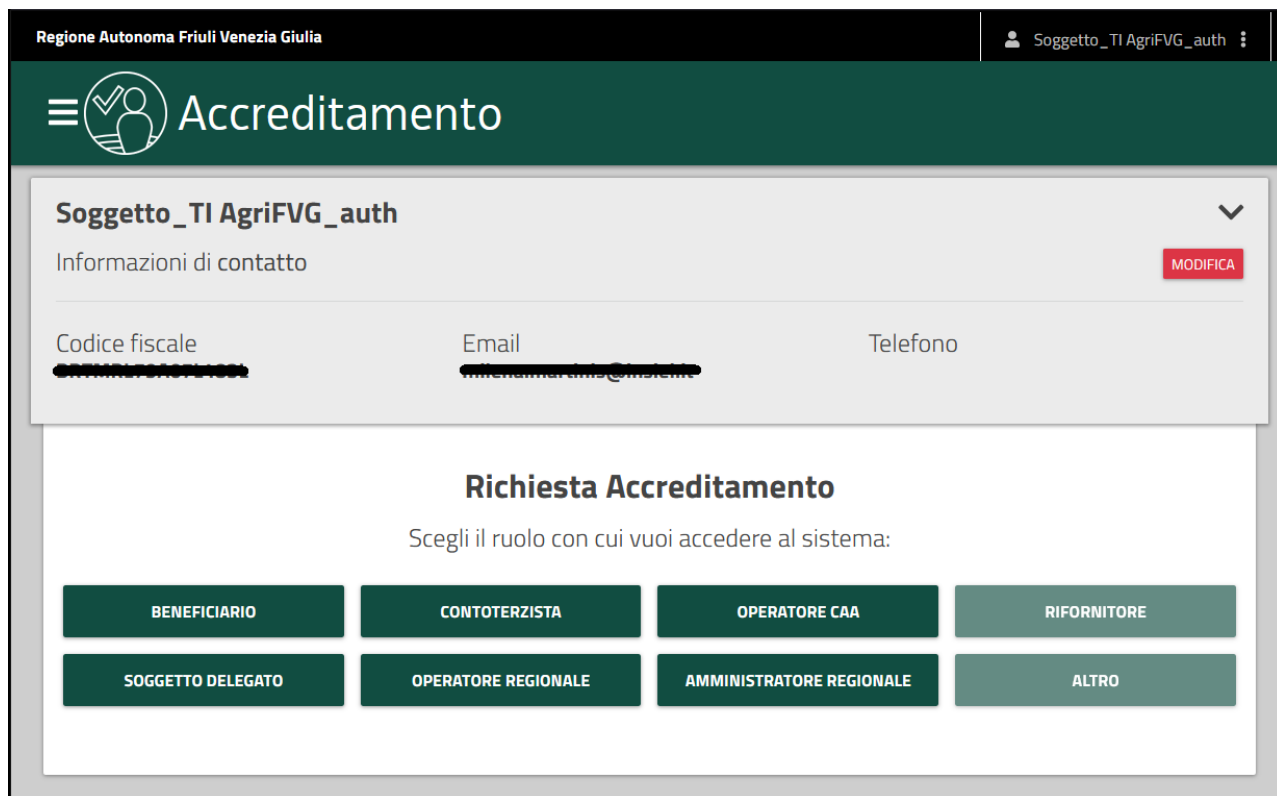 Regione Autonoma Friuli Venezia Giulia
Soggetto_TI AgriFVG_auth
Accreditamento
Soggetto_TI AgriFVG_auth
Informazioni di contatto
MODIFICA
Codice fiscale Email Telefono
Richiesta Accreditamento
Scegli il ruolo con cui vuoi accedere al sistema:
BENEFICIARIO CONTOTERZISTA OPERATORE CAA RIFORNITORE
SOGGETTO DELEGATO OPERATORE REGIONALE AMMINISTRATORE REGIONALE ALTRO